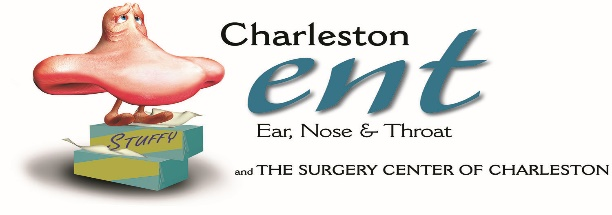 Charleston
ent
Ear, Nose & Throat
STUFFY
and THE SURGERY CENTER OF CHARLESTON